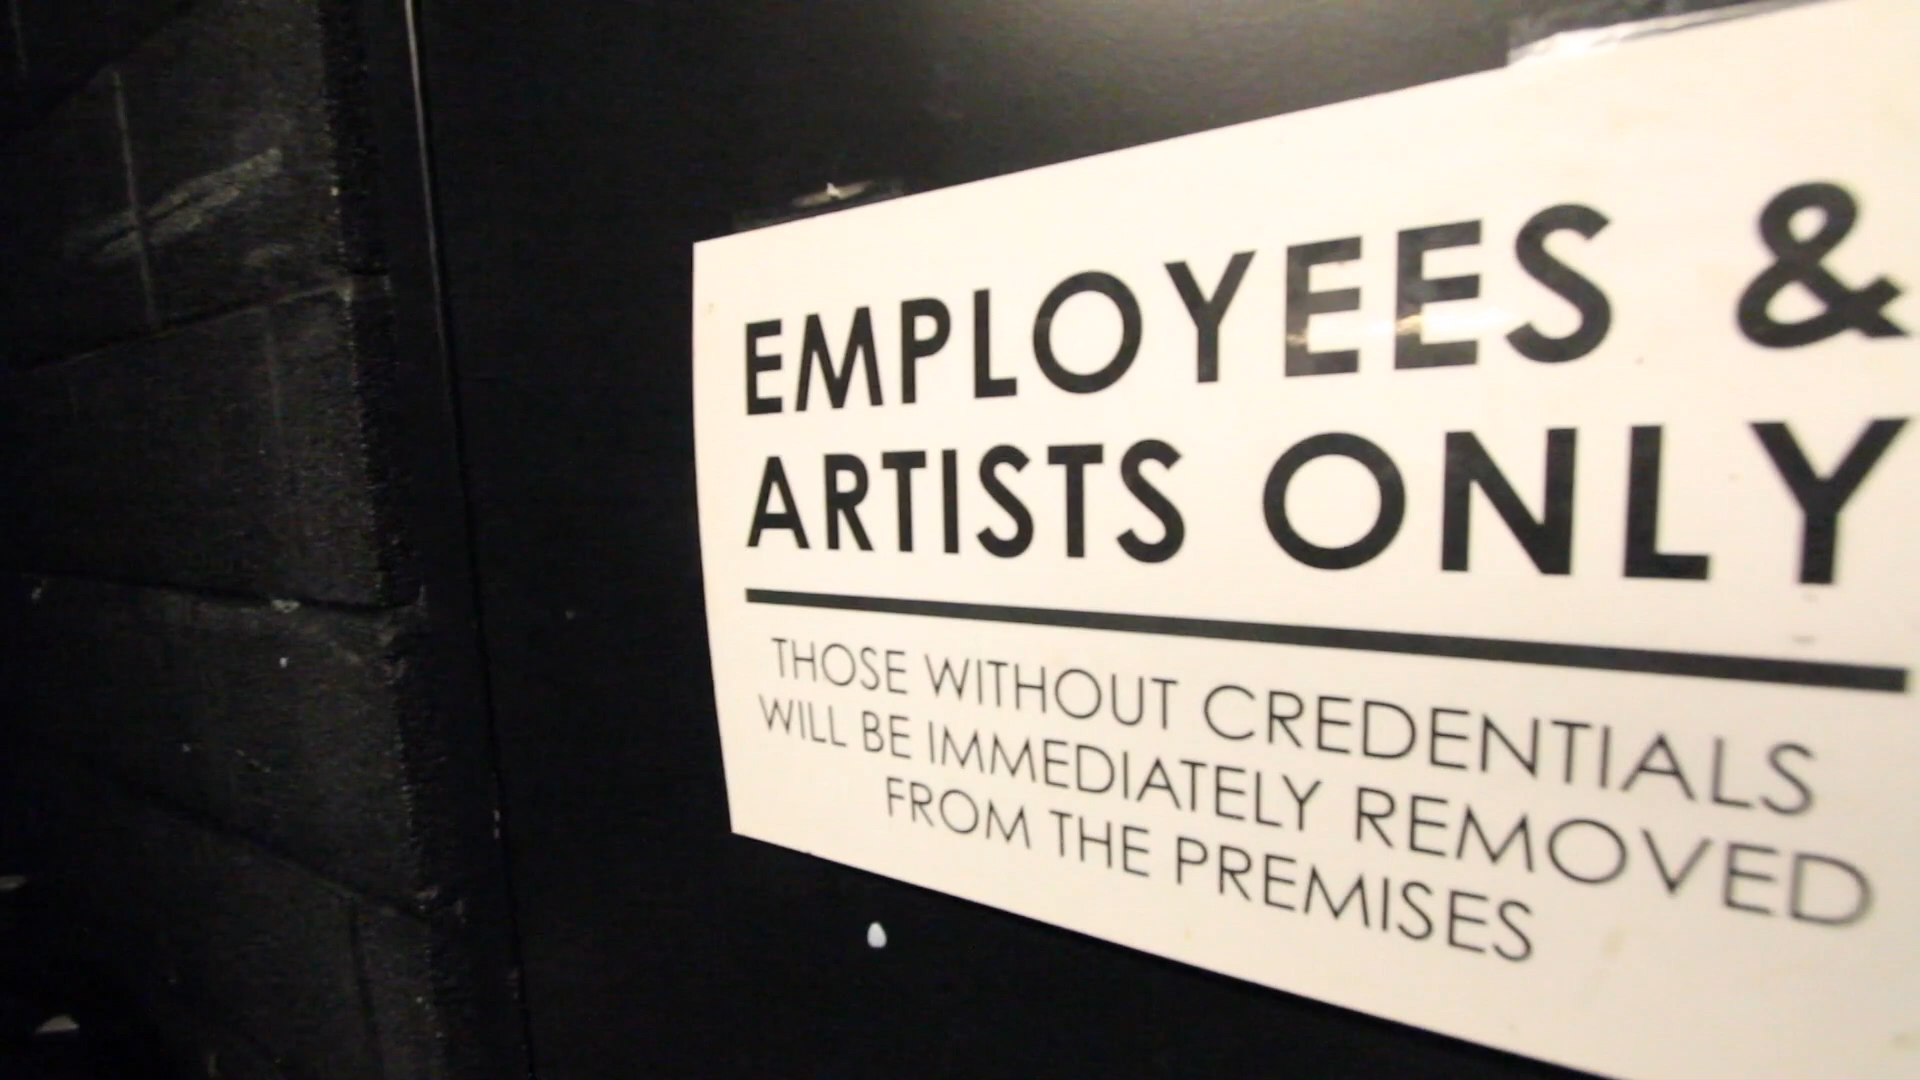 EMPLOYEES &
ARTISTS ONLY
THOSE WITHOUT CREDENTIALS
WILL BE IMMEDIATELY REMOVED
FROM THE PREMISES